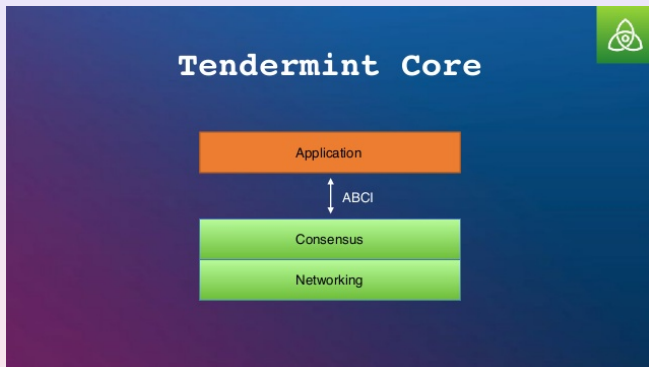 Tendermint Core
Application
ABCI
Consensus
Networking